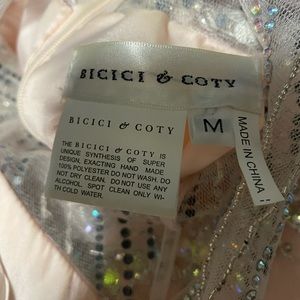 BICICI & COTY
BICICI & COTY
M
MADE IN CHINA
THE BICICI & COTY IS
UNIQUE SYNTHESIS OF SUPER
DESIGN, EXACTING HAND MADE
100% POLYESTER DO NOT WASH. DO
NOT DRY CLEAN. DO NOT USE ANY
ALCOHOL. SPOT CLEAN ONLY WI-
TH COLD WATER.